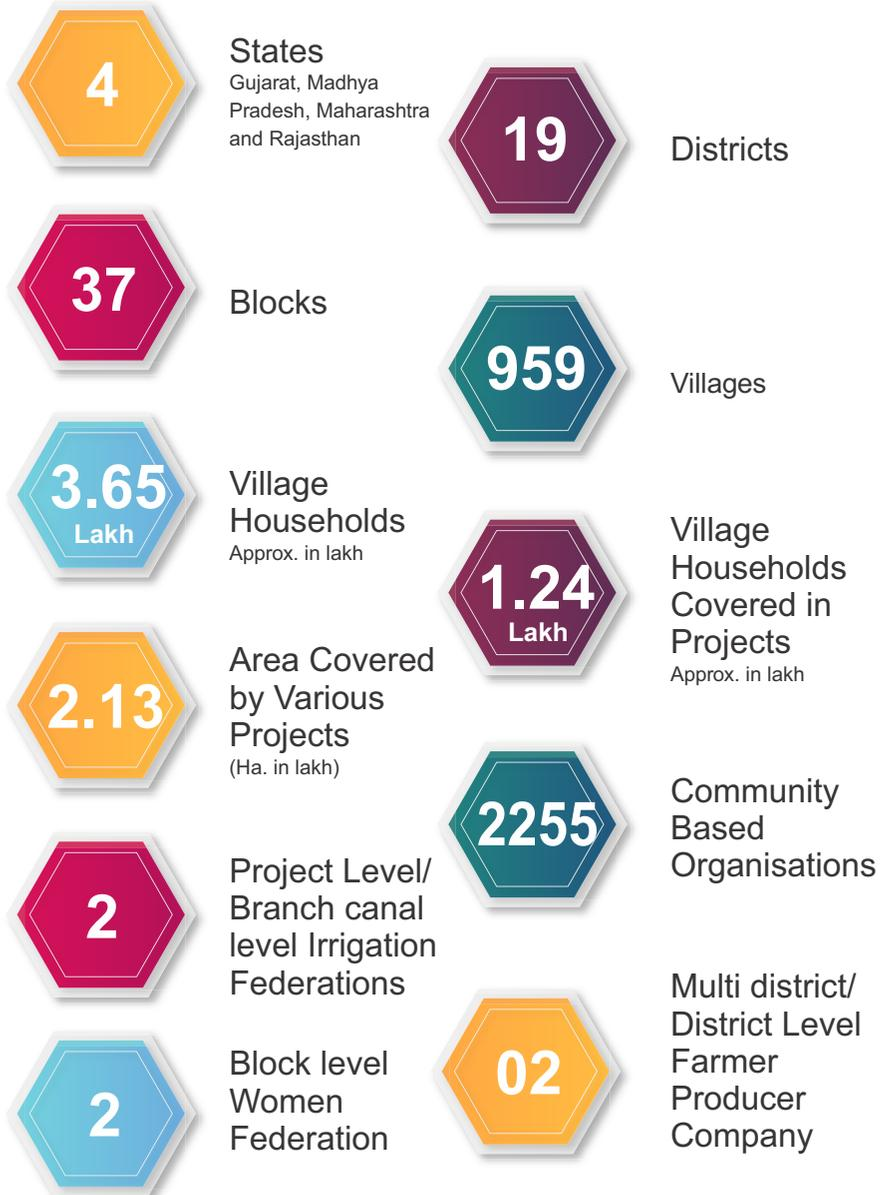 4
States
Gujarat, Madhya
Pradesh, Maharashtra
and Rajasthan
19
Districts
37
Blocks
959
Villages
3.65
Lakh
Village
Households
Approx. in lakh
1.24
Lakh
Village
Households
Covered in
Projects
Approx. in lakh
2.13
Area Covered
by Various
Projects
(Ha. in lakh)
2255
Community
Based
Organisations
2
Project Level/
Branch canal
level Irrigation
Federations
02
Multi district/
District Level
Farmer
Producer
Company
2
Block level
Women
Federation